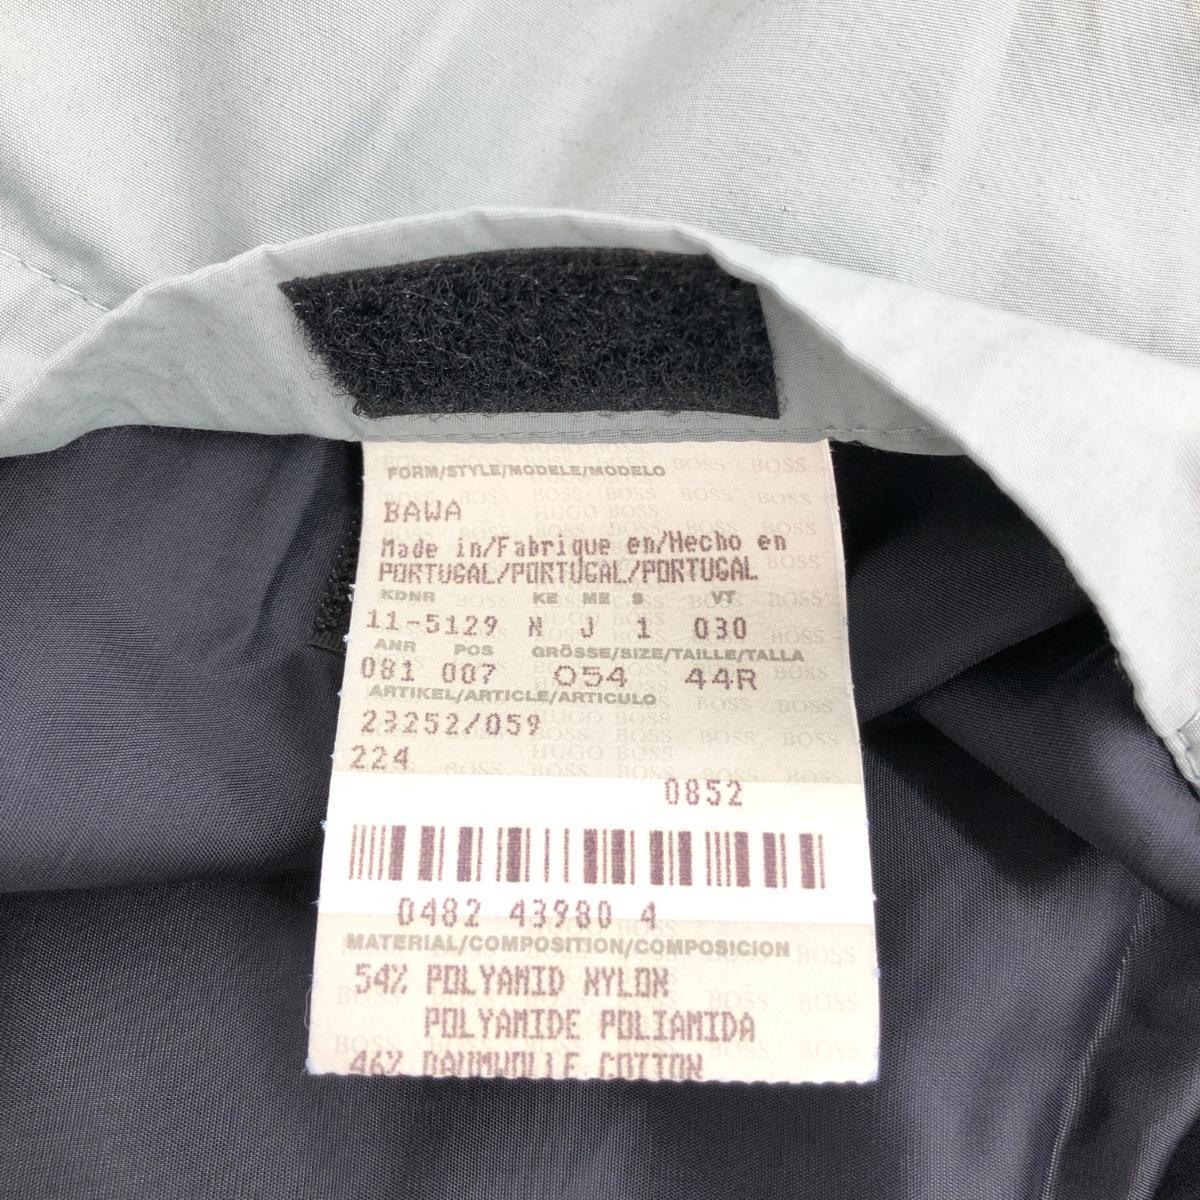 FORM/STYLE/MODELE/MODELO
BAWA
Made in/Fabrique en/Hecho en
PORTUGAL/PORTUGAL/PORTUGAL
KDNR KE ME S VT
11-5129 N J 1 030
ANR POS GRÖSSE/SIZE/TAILLE/TALLA
081 007 054 44R
ARTIKEL/ARTICLE/ARTICULO
23252/059
224
0852
0482 43980 4
MATERIAL/COMPOSITION/COMPOSICION
54% POLYAMID NYLON
POLYAMIDE POLIAMIDA
46% BAUMWOLLE COTTON